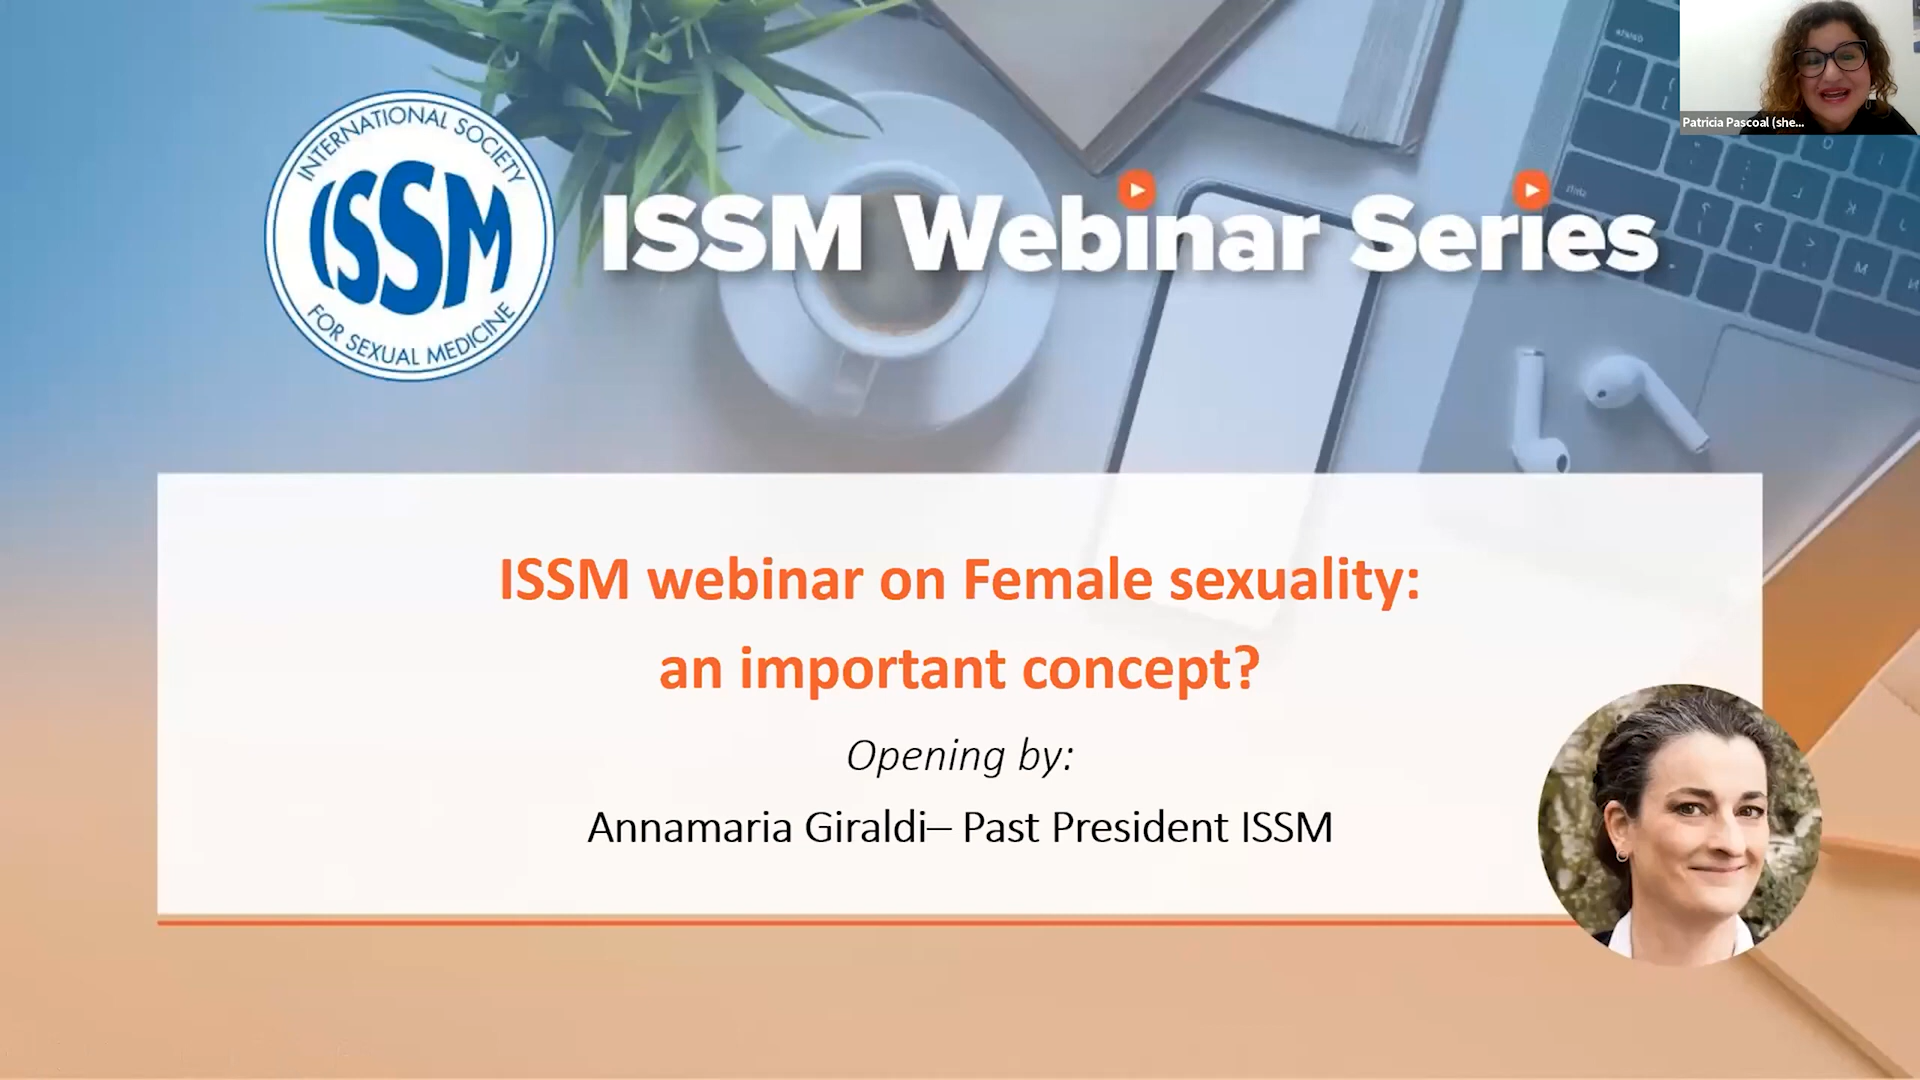 INTERNATIONAL SOCIETY
ISSM
FOR SEXUAL MEDICINE
ISSM Webinar Series
Patricia Pascoal (she...
ISSM webinar on Female sexuality:
an important concept?
Opening by:
Annamaria Giraldi– Past President ISSM